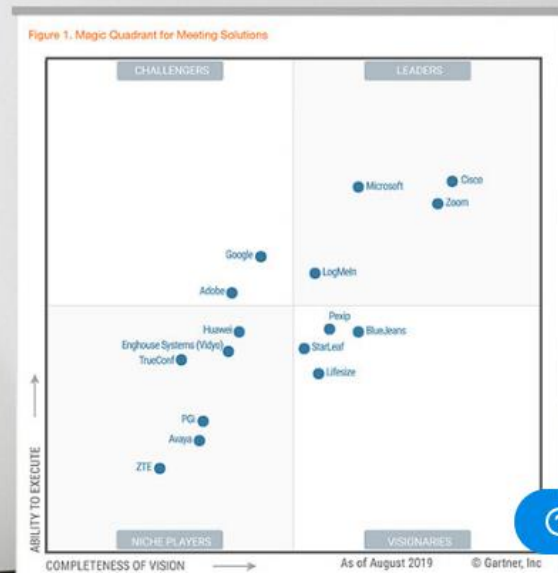 Figure 1. Magic Quadrant for Meeting Solutions
CHALLENGERS
LEADERS
Microsoft
Cisco
Zoom
Google
LogMeIn
Adobe
Huawei
Enghouse Systems (Vidyo)
TrueConf
Pexip
BlueJeans
StarLeaf
Lifesize
PGi
Avaya
ZTE
NICHE PLAYERS
VISIONARIES
ABILITY TO EXECUTE
COMPLETENESS OF VISION
As of August 2019
© Gartner, Inc